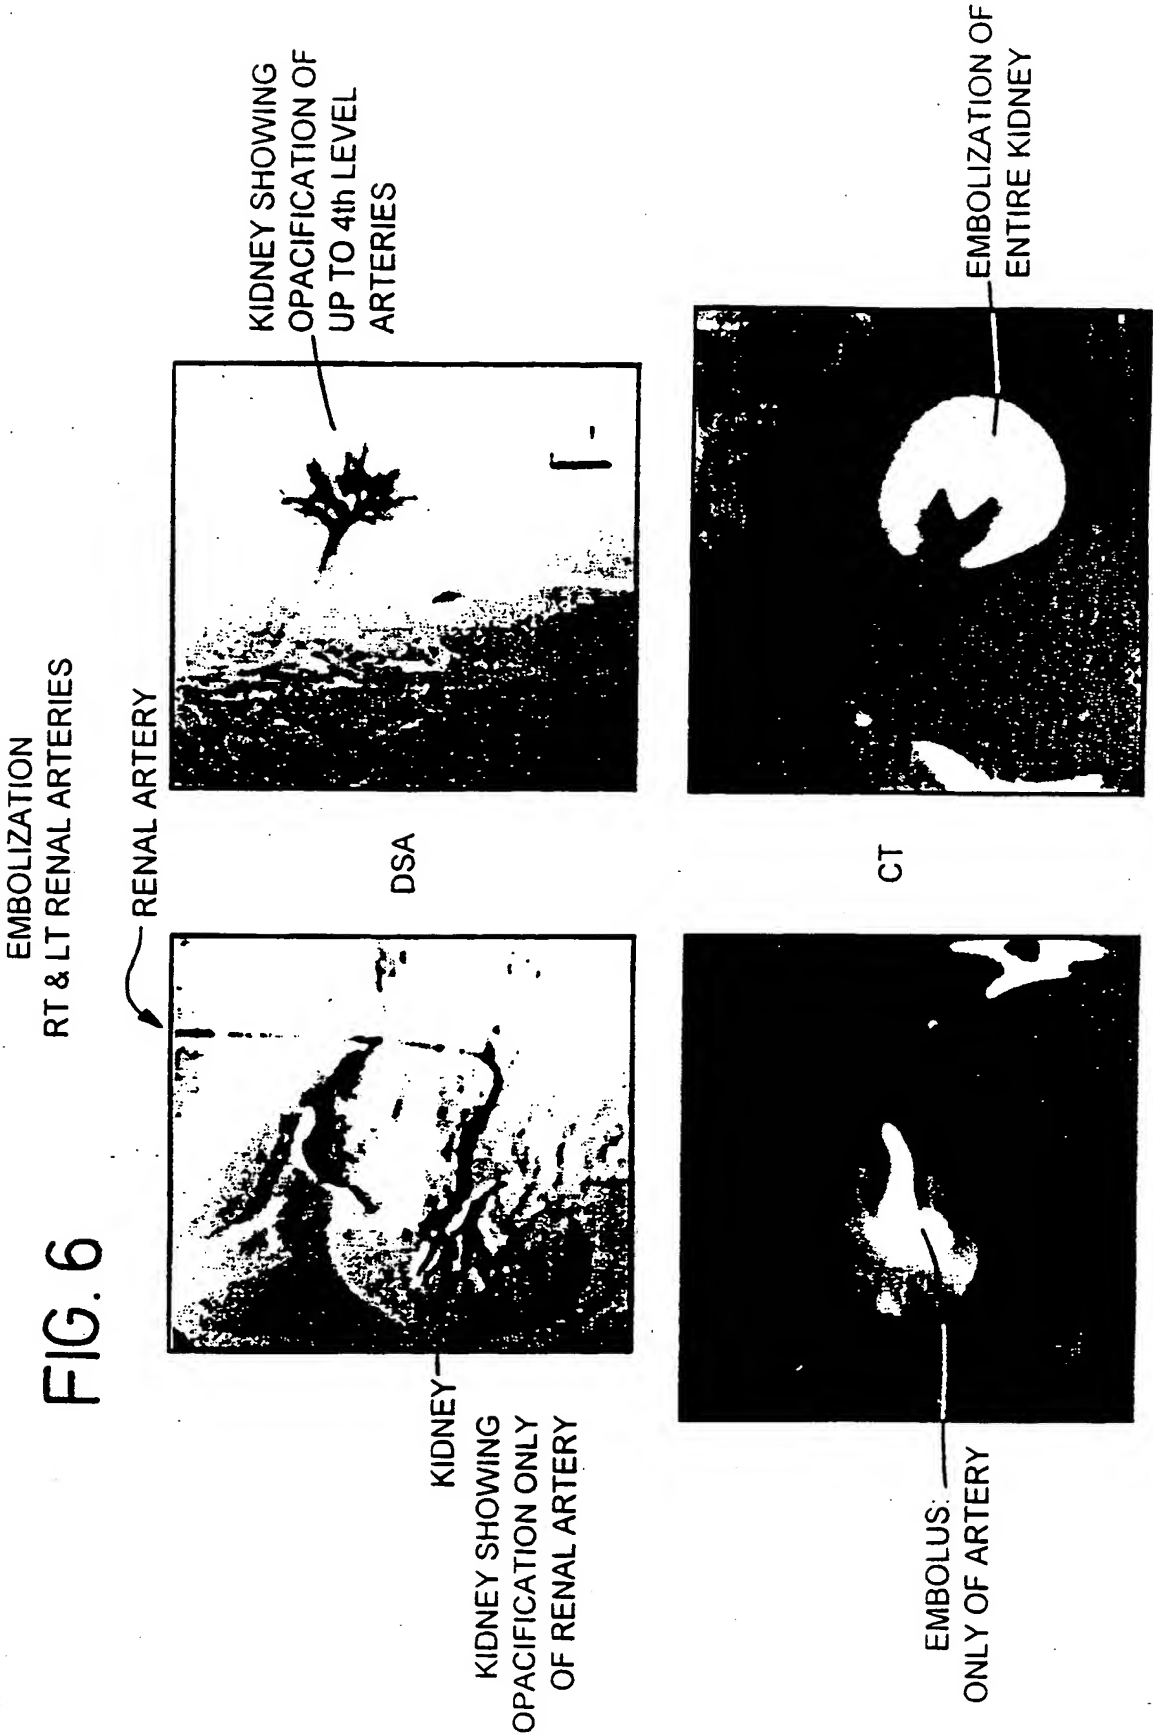 FIG. 6
EMBOLIZATION
RT & LT RENAL ARTERIES
RENAL ARTERY
KIDNEY
KIDNEY SHOWING
OPACIFICATION ONLY
OF RENAL ARTERY
DSA
KIDNEY SHOWING
OPACIFICATION OF
UP TO 4th LEVEL
ARTERIES
EMBOLUS:
ONLY OF ARTERY
CT
EMBOLIZATION OF
ENTIRE KIDNEY